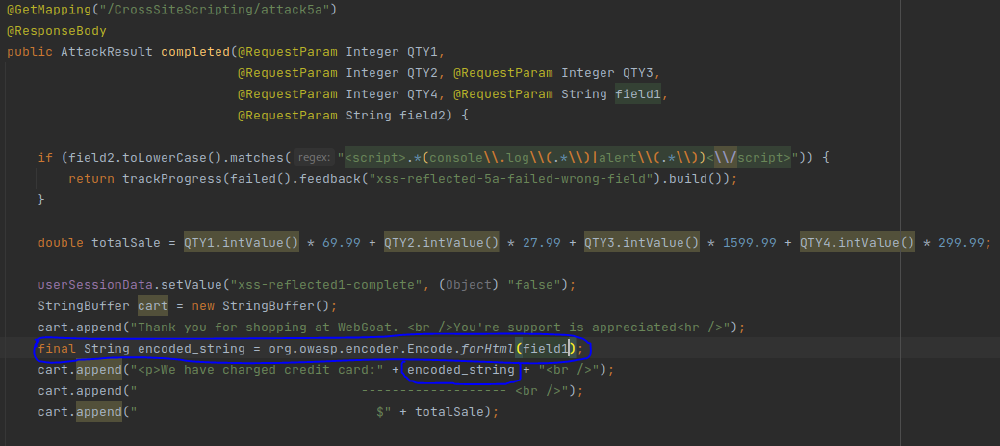 @GetMapping("/CrossSiteScripting/attack5a")
@ResponseBody
public AttackResult completed(@RequestParam Integer QTY1,
@RequestParam Integer QTY2, @RequestParam Integer QTY3,
@RequestParam Integer QTY4, @RequestParam String field1,
@RequestParam String field2) {
if (field2.toLowerCase().matches( regex: "<script>.*(console\\.log\\(.*\\)|alert\\(.*\\))<\\/script>")) {
return trackProgress(failed().feedback("xss-reflected-5a-failed-wrong-field").build());
}
double totalSale = QTY1.intValue() * 69.99 + QTY2.intValue() * 27.99 + QTY3.intValue() * 1599.99 + QTY4.intValue() * 299.99;
userSessionData.setValue("xss-reflected1-complete", (Object) "false");
StringBuffer cart = new StringBuffer();
cart.append("Thank you for shopping at WebGoat. <br />You're support is appreciated<hr />");
final String encoded_string = org.owasp.encoder.Encode.forHtml(field1);
cart.append("<p>We have charged credit card:" + encoded_string + "<br />");
cart.append(" ------------------- <br />");
cart.append(" $" + totalSale);